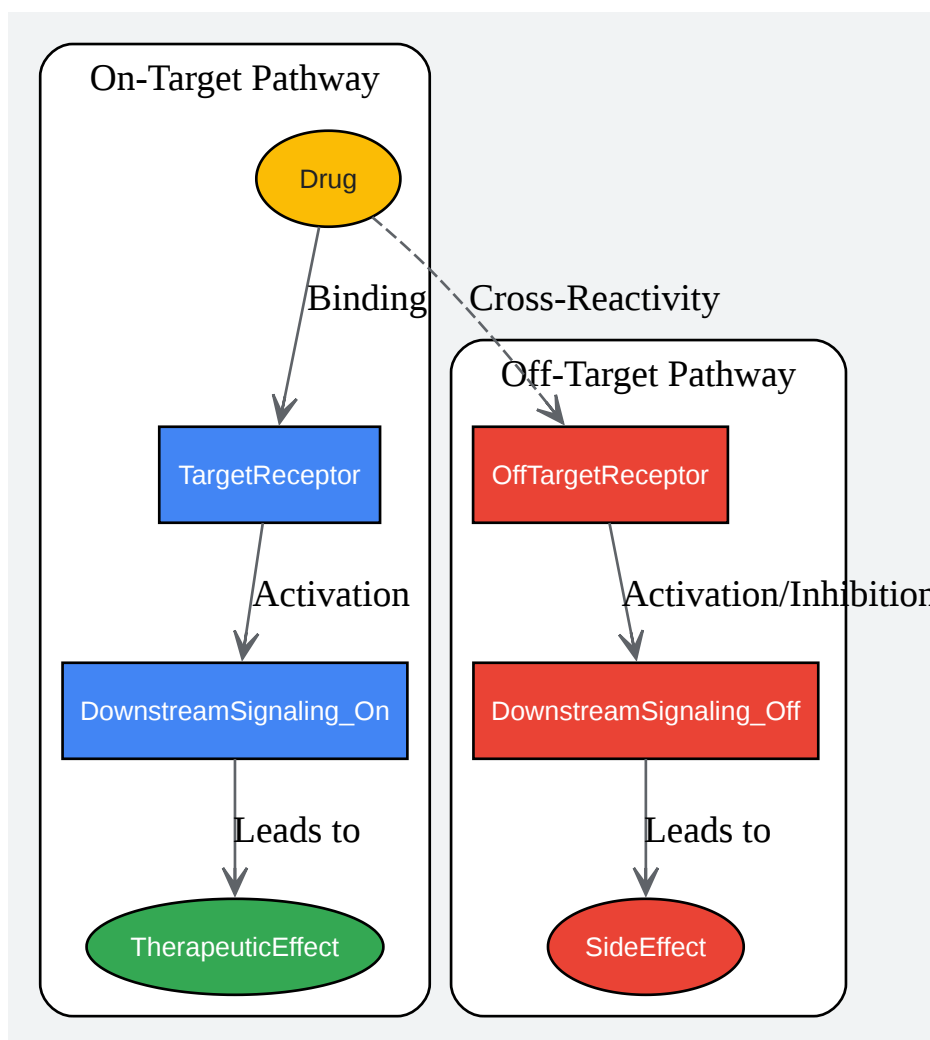 On-Target Pathway
Drug
Binding
Cross-Reactivity
Off-Target Pathway
TargetReceptor
OffTargetReceptor
Activation
Activation/Inhibition
DownstreamSignaling_On
DownstreamSignaling_Off
Leads to
Leads to
TherapeuticEffect
SideEffect